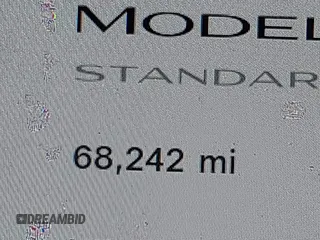 MODEL
STANDAR
68,242 mi
DREAMBID